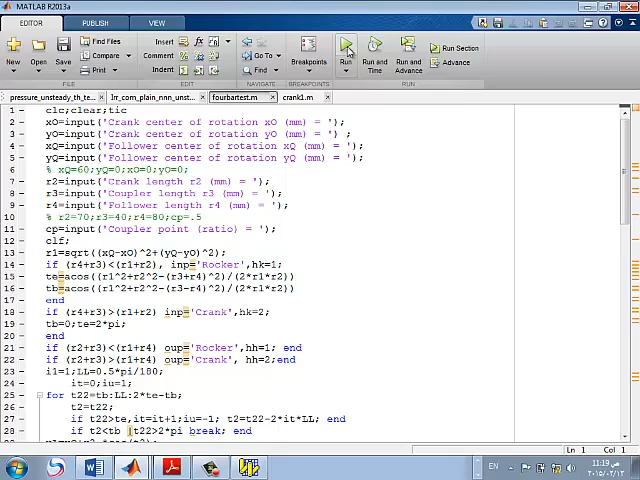 MATLAB R2013a
EDITOR PUBLISH VIEW
New Open Save Find Files Compare Print Insert Comment Indent Go To Find Breakpoints Run Run and Time Run and Advance Run Section Advance
FILE EDIT NAVIGATE BREAKPOINTS RUN
pressure_unsteady_th_te... Irr_com_plain_nnn_unst... fourbartest.m crank1.m
1 clc;clear;tic
2 xO=input('Crank center of rotation xO (mm) = ');
3 yO=input('Crank center of rotation yO (mm) = ') ;
4 xQ=input('Follower center of rotation xQ (mm) = ');
5 yQ=input('Follower center of rotation yQ (mm) = ');
6 % xQ=60;yQ=0;xO=0;yO=0;
7 r2=input('Crank length r2 (mm) = ');
8 r3=input('Coupler length r3 (mm) = ');
9 r4=input('Follower length r4 (mm) = ');
10 % r2=70;r3=40;r4=80;cp=.5
11 cp=input('Coupler point (ratio) = ');
12 clf;
13 r1=sqrt((xQ-xO)^2+(yQ-yO)^2);
14 if (r4+r3)<(r1+r2), inp='Rocker',hk=1;
15 te=acos((r1^2+r2^2-(r3+r4)^2)/(2*r1*r2))
16 tb=acos((r1^2+r2^2-(r3-r4)^2)/(2*r1*r2))
17 end
18 if (r4+r3)>(r1+r2) inp='Crank',hk=2;
19 tb=0;te=2*pi;
20 end
21 if (r2+r3)<(r1+r4) oup='Rocker',hh=1; end
22 if (r2+r3)>(r1+r4) oup='Crank', hh=2;end
23 i1=1;LL=0.5*pi/180;
24 it=0;iu=1;
25 for t22=tb:LL:2*te-tb;
26 t2=t22;
27 if t22>te,it=it+1;iu=-1; t2=t22-2*it*LL; end
28 if t2<tb |t22>2*pi break; end
Ln 1 Col 1
EN
11:19 ص